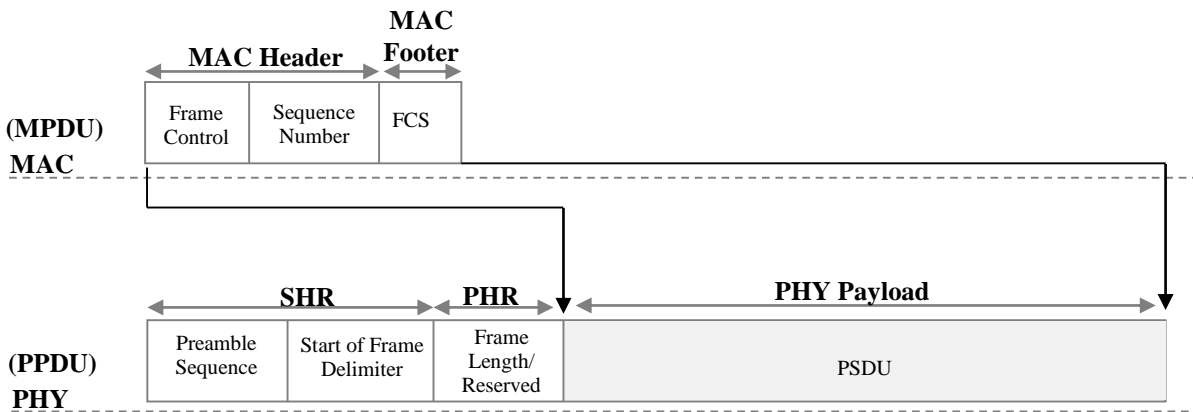 MAC
Footer
MAC Header
Frame
Control
Sequence
Number
FCS
(MPDU)
MAC
SHR
PHR
PHY Payload
Preamble
Sequence
Start of Frame
Delimiter
Frame
Length/
Reserved
PSDU
(PPDU)
PHY